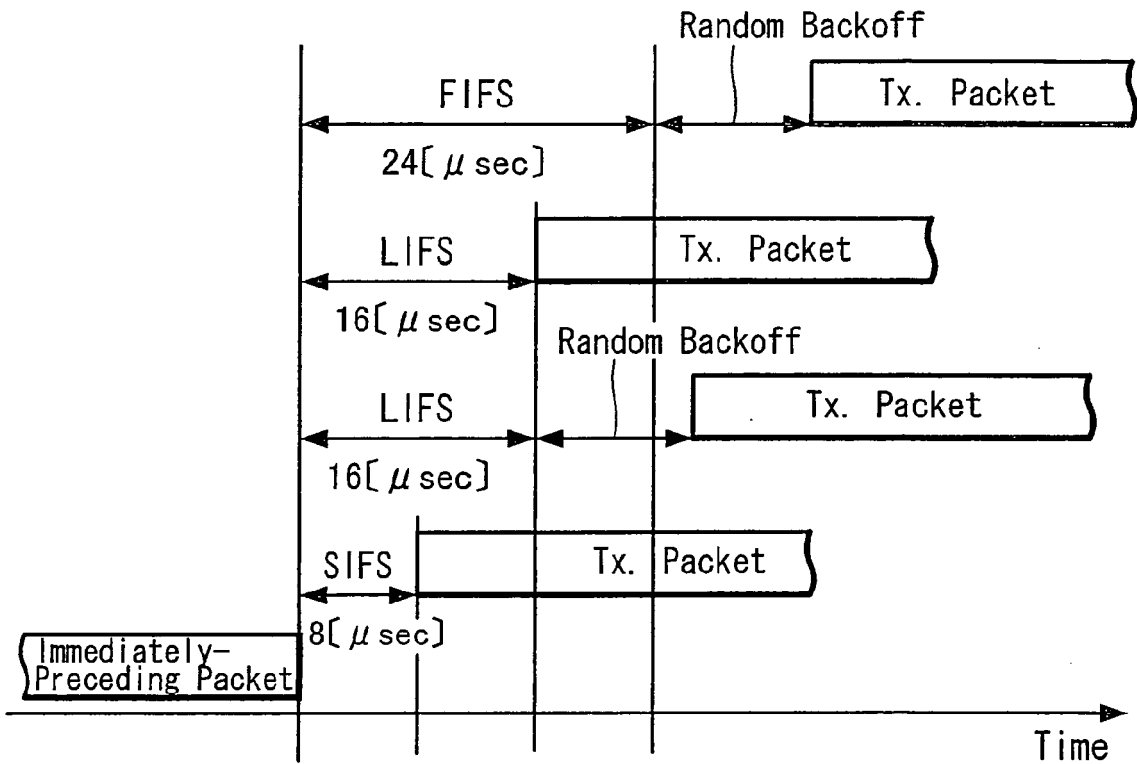 Random Backoff
FIFS
Tx. Packet
24[μsec]
LIFS
Tx. Packet
16[μsec]
Random Backoff
LIFS
Tx. Packet
16[μsec]
SIFS
Tx. Packet
8[μsec]
Immediately-
Preceding Packet
Time